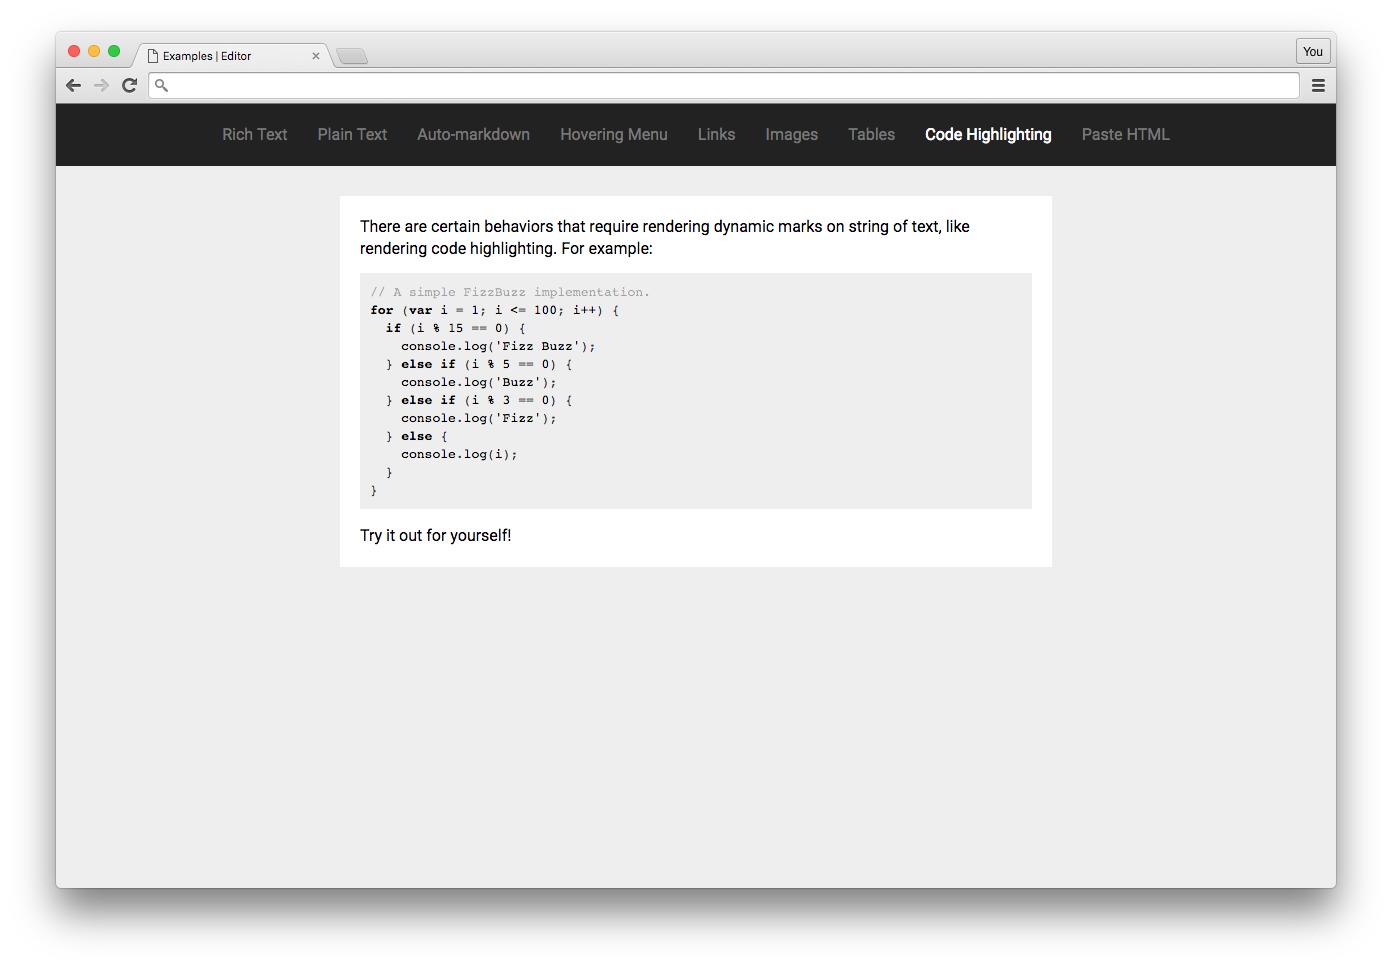 Examples | Editor
You
Rich Text Plain Text Auto-markdown Hovering Menu Links Images Tables Code Highlighting Paste HTML
There are certain behaviors that require rendering dynamic marks on string of text, like
rendering code highlighting. For example:
// A simple FizzBuzz implementation.
for (var i = 1; i <= 100; i++) {
  if (i % 15 == 0) {
    console.log('Fizz Buzz');
  } else if (i % 5 == 0) {
    console.log('Buzz');
  } else if (i % 3 == 0) {
    console.log('Fizz');
  } else {
    console.log(i);
  }
}
Try it out for yourself!